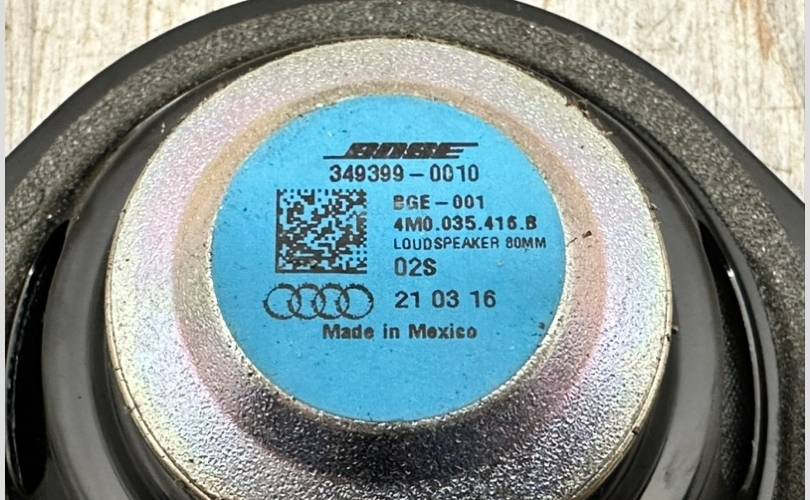 BOSE
349399-0010
BGE-001
4M0.035.416.B
LOUDSPEAKER 80MM
02S
21 03 16
Made in Mexico